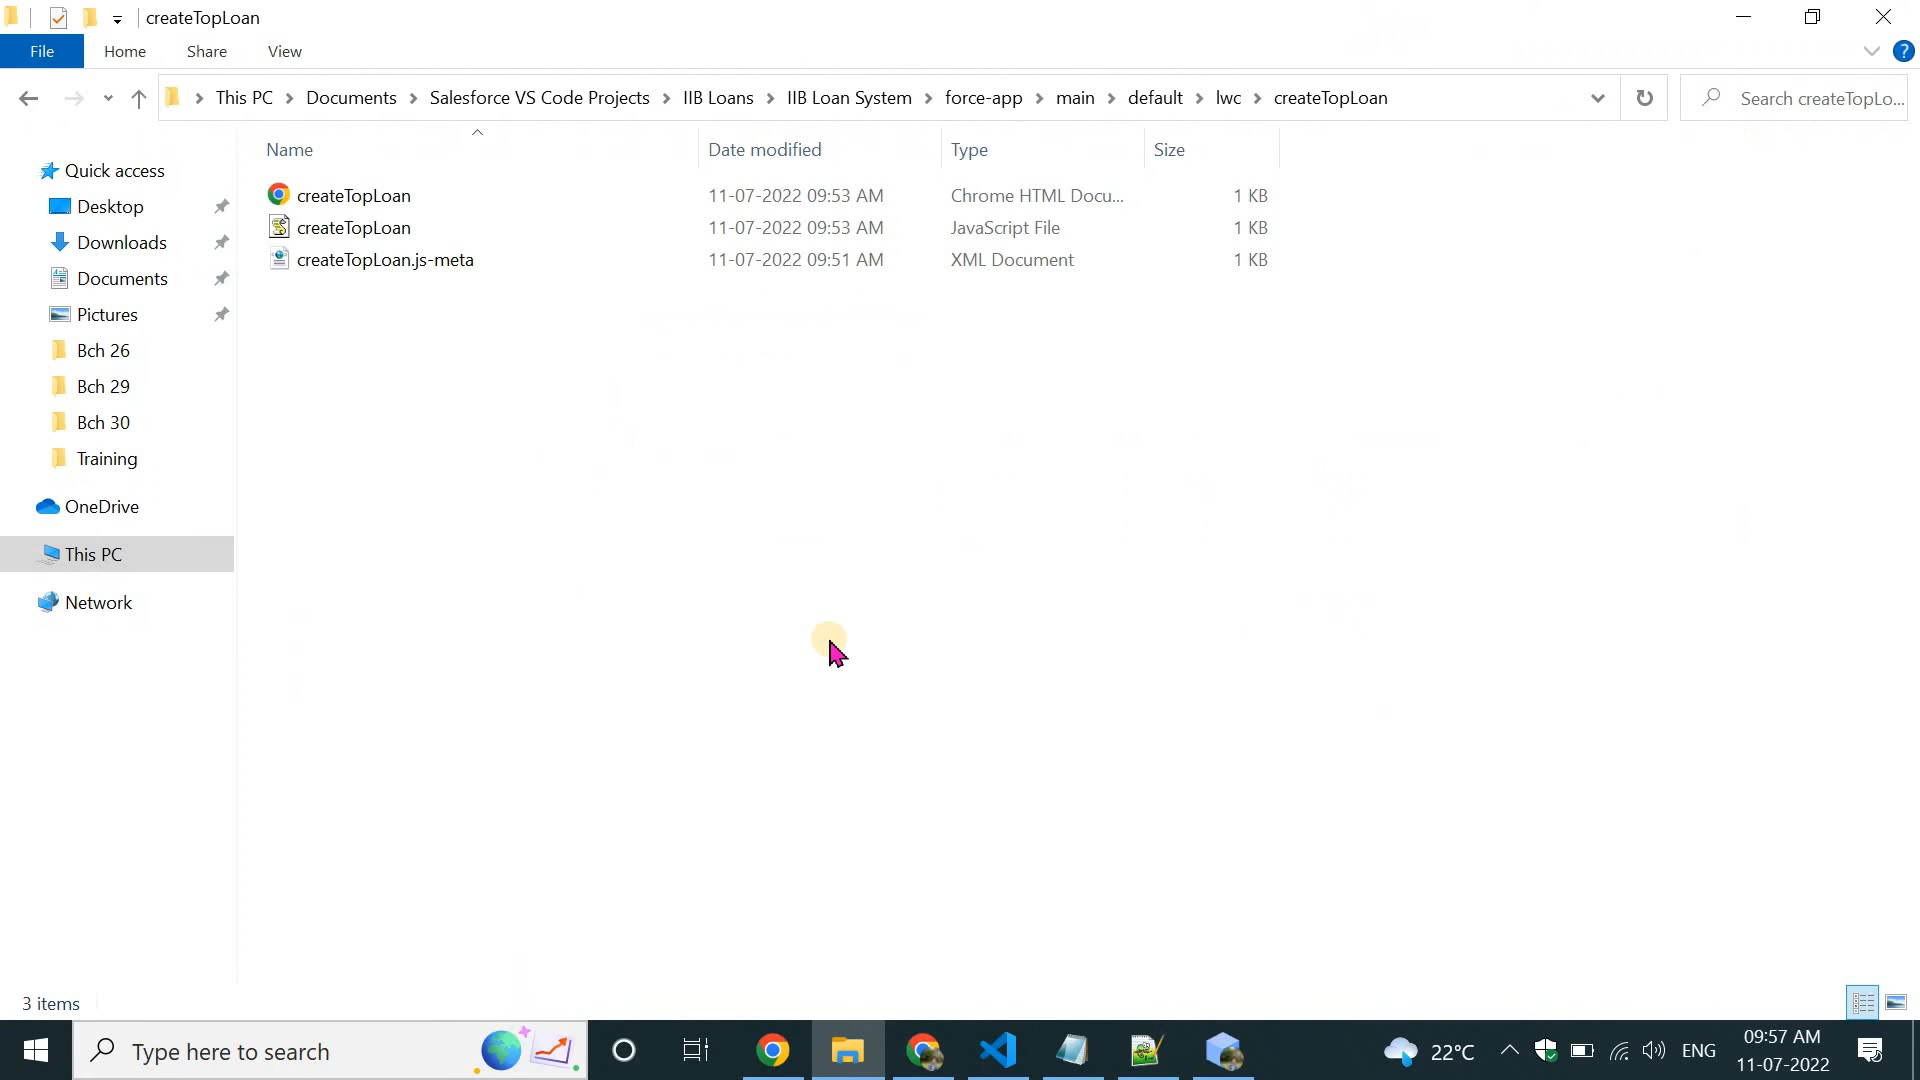 createTopLoan
File Home Share View
This PC Documents Salesforce VS Code Projects IIB Loans IIB Loan System force-app main default lwc createTopLoan
Search createTopLo...
Name Date modified Type Size
createTopLoan 11-07-2022 09:53 AM Chrome HTML Docu... 1 KB
createTopLoan 11-07-2022 09:53 AM JavaScript File 1 KB
createTopLoan.js-meta 11-07-2022 09:51 AM XML Document 1 KB
Quick access
Desktop
Downloads
Documents
Pictures
Bch 26
Bch 29
Bch 30
Training
OneDrive
This PC
Network
3 items
Type here to search
22°C
ENG
09:57 AM
11-07-2022